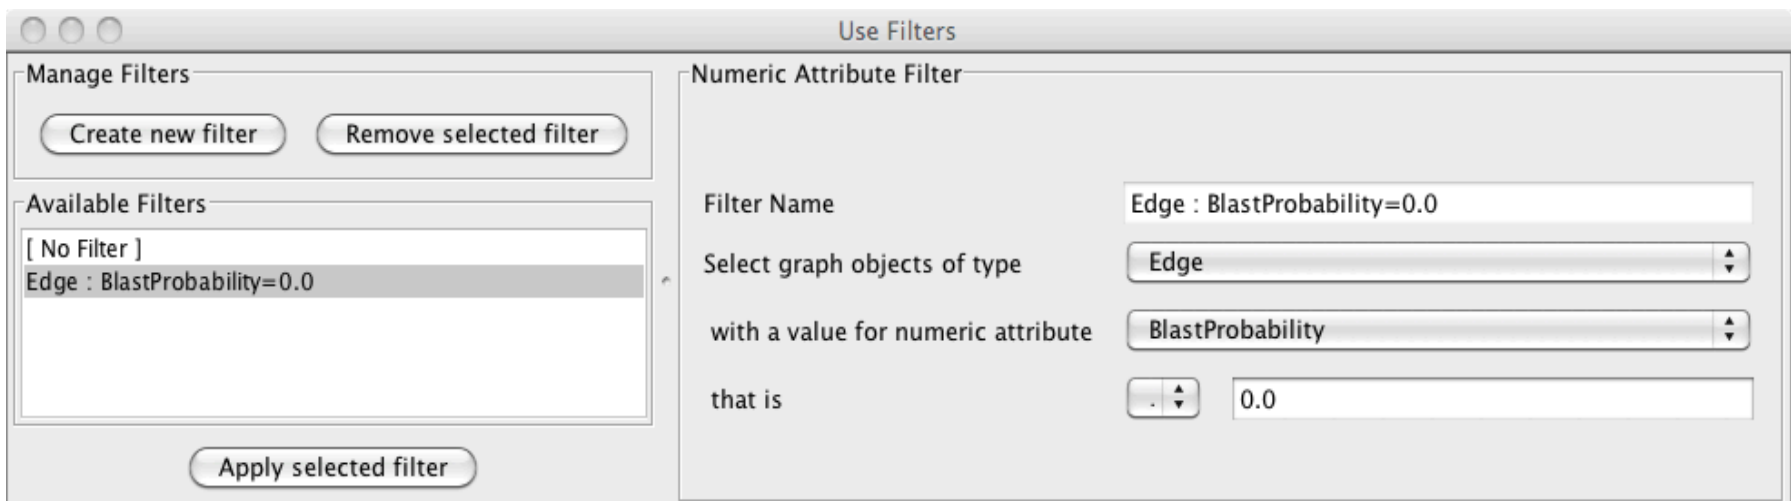 Use Filters
Manage Filters
Create new filter Remove selected filter
Available Filters
[ No Filter ]
Edge : BlastProbability=0.0
Apply selected filter
Numeric Attribute Filter
Filter Name Edge : BlastProbability=0.0
Select graph objects of type Edge
with a value for numeric attribute BlastProbability
that is . 0.0